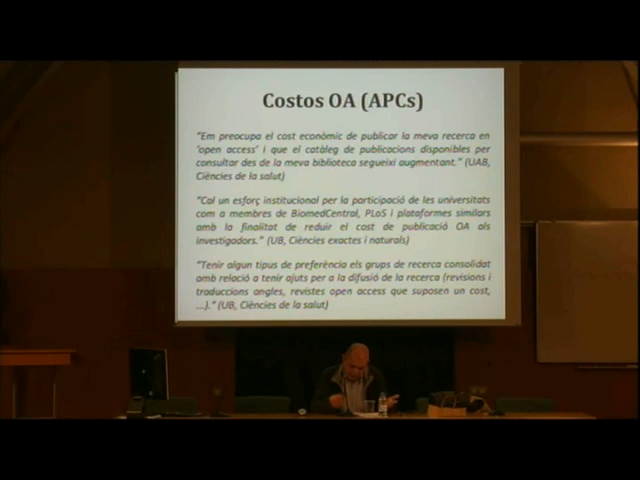 Costos OA (APCs)
“Em preocupa el cost econòmic de publicar la meva recerca en
‘open access’ i que el catàleg de publicacions disponibles per
consultar des de la meva biblioteca segueixi augmentant.” (UAB,
Ciències de la salut)
“Cal un esforç institucional per la participació de les universitats
com a membres de BiomedCentral, PLoS i plataformes similars
amb la finalitat de reduir el cost de publicació OA als
investigadors.” (UB, Ciències exactes i naturals)
“Tenir algun tipus de preferència els grups de recerca consolidat
amb relació a tenir ajuts per a la difusió de la recerca (revisions i
traduccions angles, revistes open access que suposen un cost,
...).” (UB, Ciències de la salut)